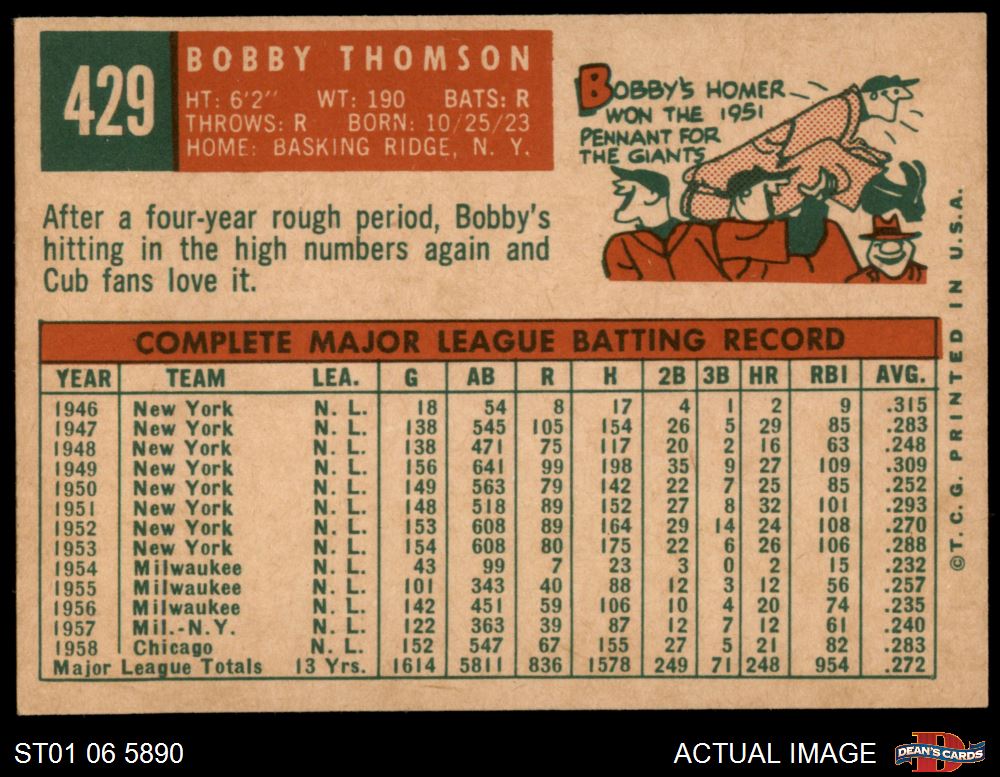 429
BOBBY THOMSON
HT: 6'2" WT: 190 BATS: R
THROWS: R BORN: 10/25/23
HOME: BASKING RIDGE, N. Y.
BOBBY'S HOMER
WON THE 1951
PENNANT FOR
THE GIANTS
After a four-year rough period, Bobby's
hitting in the high numbers again and
Cub fans love it.
COMPLETE MAJOR LEAGUE BATTING RECORD
YEAR TEAM LEA. G AB R H 2B 3B HR RBI AVG.
1946 New York N. L. 18 54 8 17 4 1 2 9 .315
1947 New York N. L. 138 545 105 154 26 5 29 85 .283
1948 New York N. L. 138 471 75 117 20 2 16 63 .248
1949 New York N. L. 156 641 99 198 35 9 27 109 .309
1950 New York N. L. 149 563 79 142 22 7 25 85 .252
1951 New York N. L. 148 518 89 152 27 8 32 101 .293
1952 New York N. L. 153 608 89 164 29 14 24 108 .270
1953 New York N. L. 154 608 80 175 22 6 26 106 .288
1954 Milwaukee N. L. 43 99 7 23 3 0 2 15 .232
1955 Milwaukee N. L. 101 343 40 88 12 3 12 56 .257
1956 Milwaukee N. L. 142 451 59 106 10 4 20 74 .235
1957 Mil.-N.Y. N. L. 122 363 39 87 12 7 12 61 .240
1958 Chicago N. L. 152 547 67 155 27 5 21 82 .283
Major League Totals 13 Yrs. 1614 5811 836 1578 249 71 248 954 .272
©T. C. G. PRINTED IN U.S.A.
ST01 06 5890
ACTUAL IMAGE
D
DEAN'S CARDS